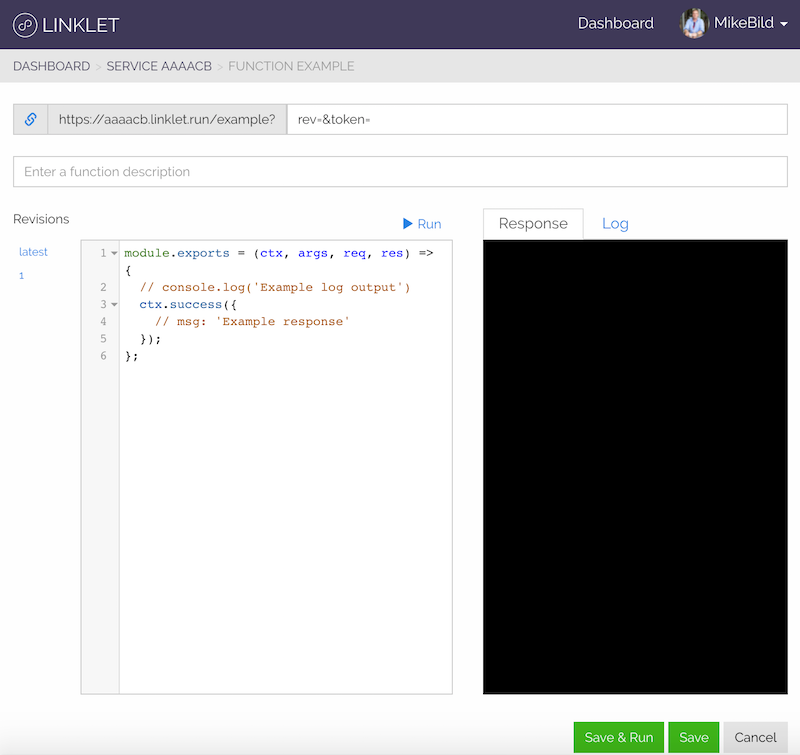 LINKLET
Dashboard MikeBild
DASHBOARD > SERVICE AAAACB > FUNCTION EXAMPLE
https://aaaacb.linklet.run/example? rev=&token=
Enter a function description
Revisions
Run
Response Log
latest
1
1 module.exports = (ctx, args, req, res) =>
{
2 // console.log('Example log output')
3 ctx.success({
4 // msg: 'Example response'
5 });
6 };
Save & Run Save Cancel